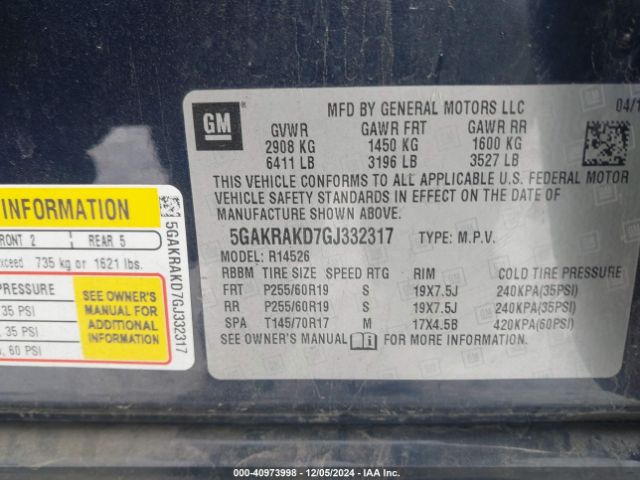 GM
MFD BY GENERAL MOTORS LLC
04/
GVWR GAWR FRT GAWR RR
2908 KG 1450 KG 1600 KG
6411 LB 3196 LB 3527 LB
THIS VEHICLE CONFORMS TO ALL APPLICABLE U.S. FEDERAL MOTOR
VEHICLE SAFETY STANDARDS IN EFFECT ON THE DATE OF
MANUFACTURE SHOWN ABOVE.
5GAKRAKD7GJ332317 TYPE: M.P.V.
MODEL: R14526
RBBM TIRE SIZE SPEED RTG RIM COLD TIRE PRESSURE
FRT P255/60R19 S 19X7.5J 240KPA(35PSI)
RR P255/60R19 S 19X7.5J 240KPA(35PSI)
SPA T145/70R17 M 17X4.5B 420KPA(60PSI)
SEE OWNER'S MANUAL FOR MORE INFORMATION.
INFORMATION
FRONT 2 REAR 5
exceed 735 kg or 1621 lbs.
PRESSURE
35 PSI
35 PSI
60 PSI
SEE OWNER'S
MANUAL FOR
ADDITIONAL
INFORMATION
5GAKRAKD7GJ332317
000-40973998 - 12/05/2024 - IAA, Inc.